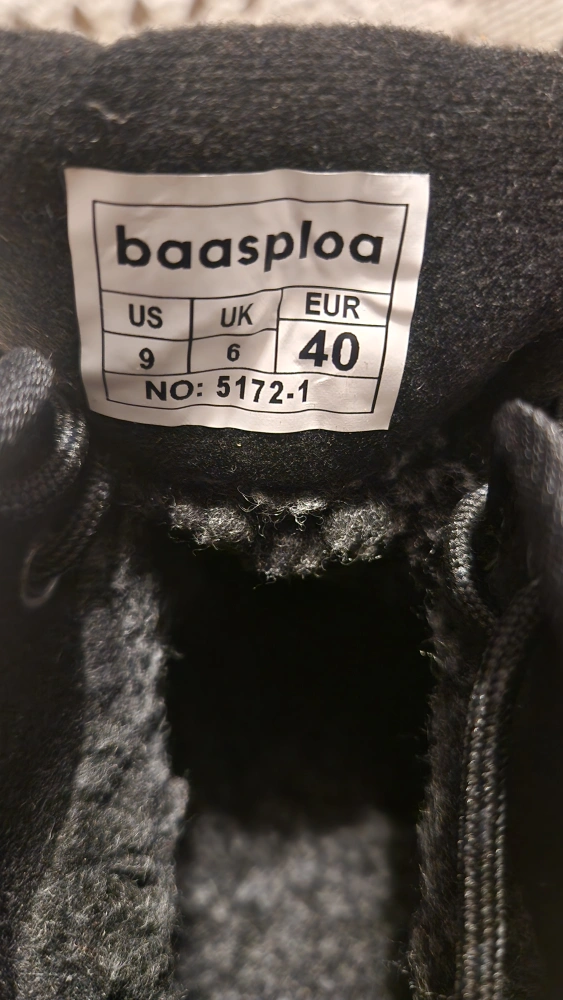 baasploa
US UK EUR
9 6 40
NO: 5172-1